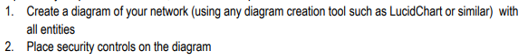 1. Create a diagram of your network (using any diagram creation tool such as LucidChart or similar) with
all entities
2. Place security controls on the diagram